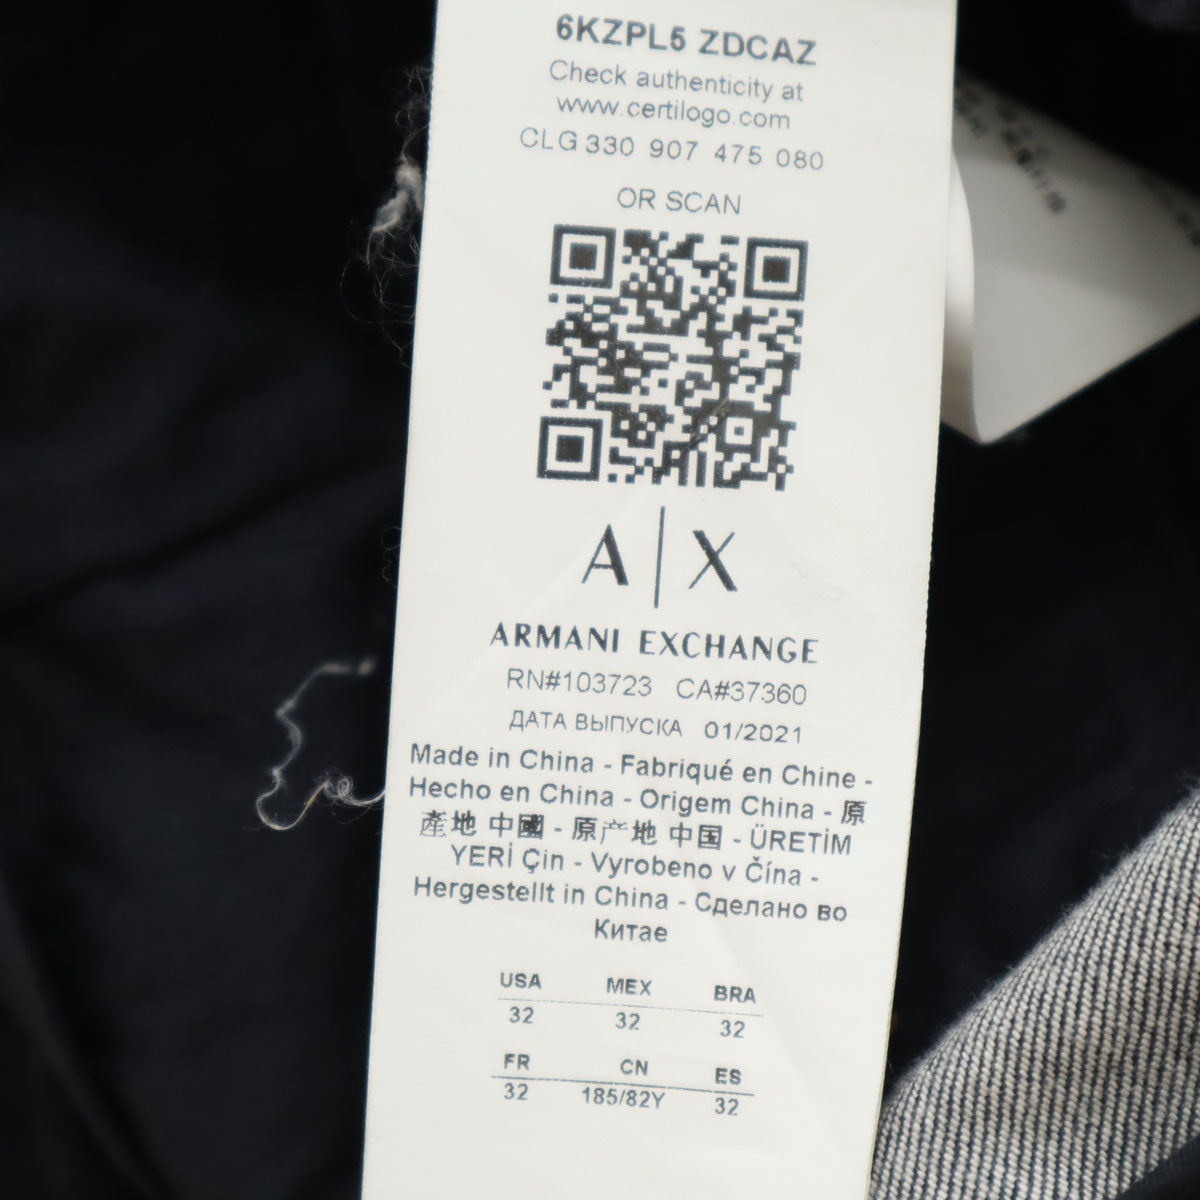 6KZPL5 ZDCAZ
Check authenticity at
www.certilogo.com
CLG 330 907 475 080
OR SCAN
A|X
ARMANI EXCHANGE
RN#103723 CA#37360
ДАТА ВЫПУСКА 01/2021
Made in China - Fabriqué en Chine -
Hecho en China - Origem China - 原
產地 中國 - 原产地 中国 - ÜRETİM
YERİ Çin - Vyrobeno v Čína -
Hergestellt in China - Сделано во
Китае
USA MEX BRA
32 32 32
FR CN ES
32 185/82Y 32